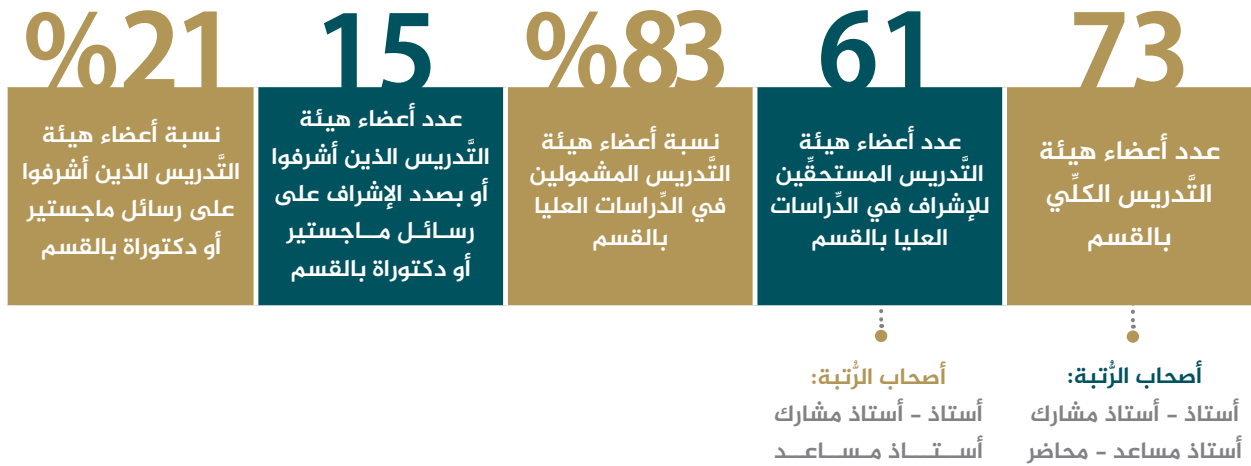 73
عدد أعضاء هيئة
التَّدريس الكلِّي
بالقسم
أصحاب الرُّتبة:
أستاذ - أستاذ مشارك
أستاذ مساعد - محاضر
61
عدد أعضاء هيئة
التَّدريس المستحقِّين
للإشراف في الدِّراسات
العليا بالقسم
أصحاب الرُّتبة:
أستاذ - أستاذ مشارك
أستـــاذ مـســاعــد
%83
نسبة أعضاء هيئة
التَّدريس المشمولين
في الدِّراسات العليا
بالقسم
15
عدد أعضاء هيئة
التَّدريس الذين أشرفوا
أو بصدد الإشراف على
رسـائـل مــاجستير
أو دكتوراة بالقسم
%21
نسبة أعضاء هيئة
التَّدريس الذين أشرفوا
على رسائل ماجستير
أو دكتوراة بالقسم